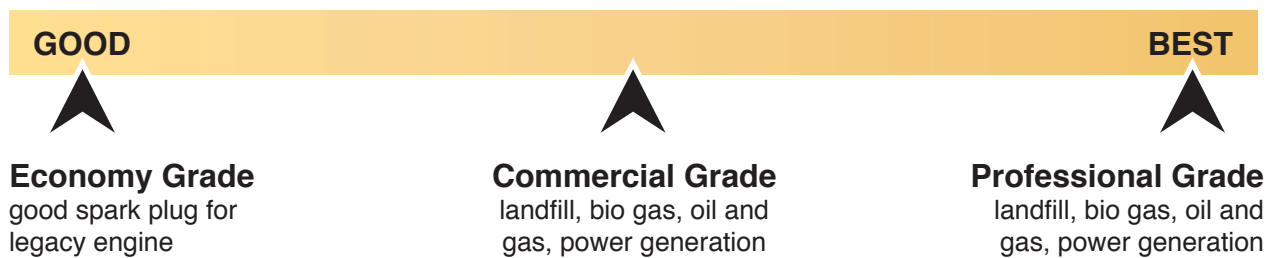 GOOD
BEST
Economy Grade
good spark plug for
legacy engine
Commercial Grade
landfill, bio gas, oil and
gas, power generation
Professional Grade
landfill, bio gas, oil and
gas, power generation